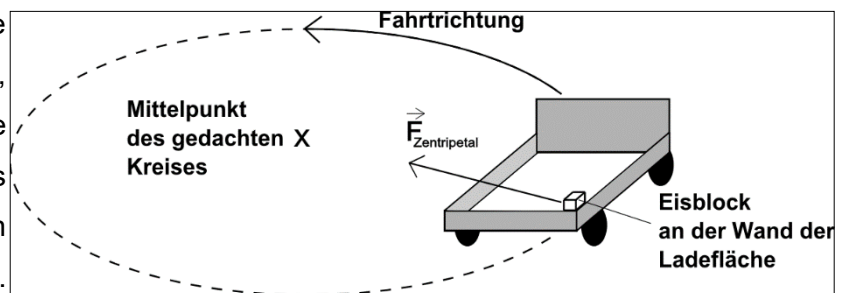 Fahrtrichtung
Mittelpunkt
des gedachten X
Kreises
F Zentripetal
Eisblock
an der Wand der
Ladefläche